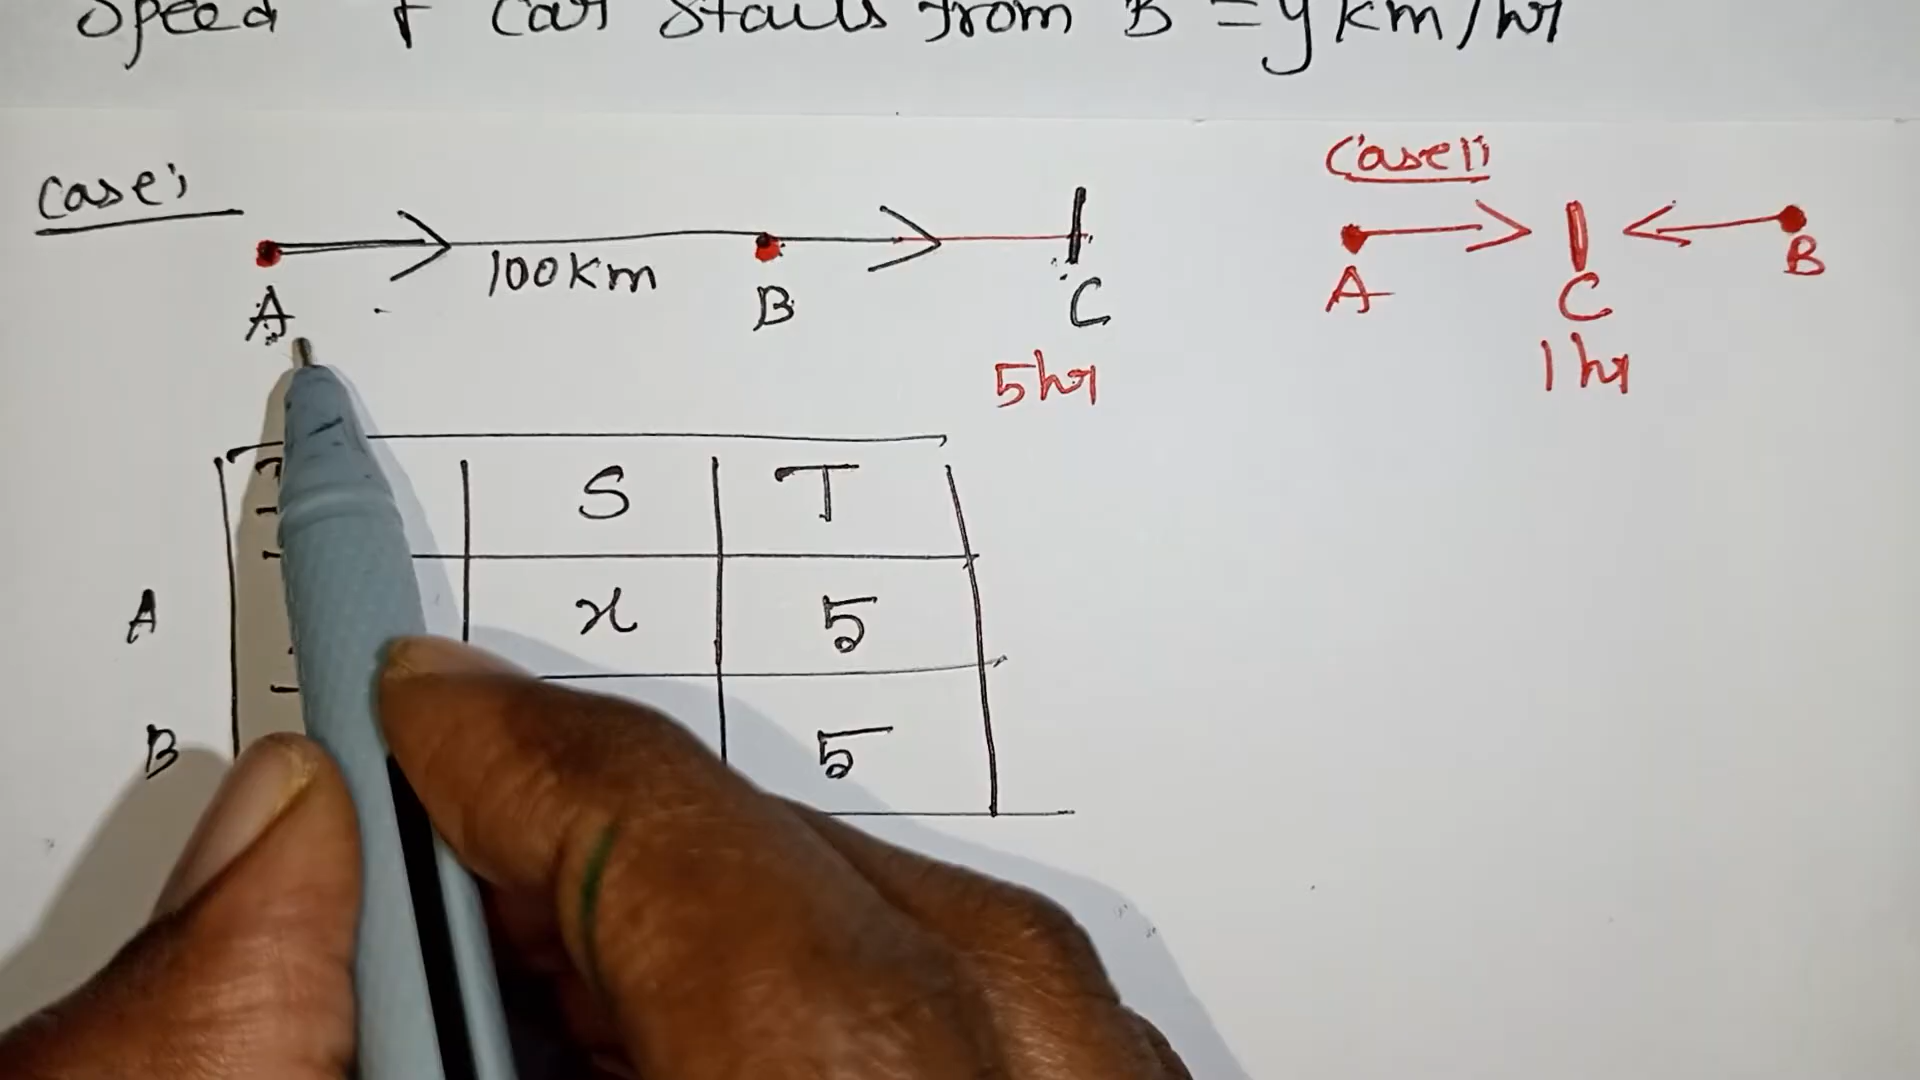 Speed of car starts from B = y km/hr
Case i
Case ii
100 km
A B C
A C B
5 hr
1 hr
S T
A x 5
B 5